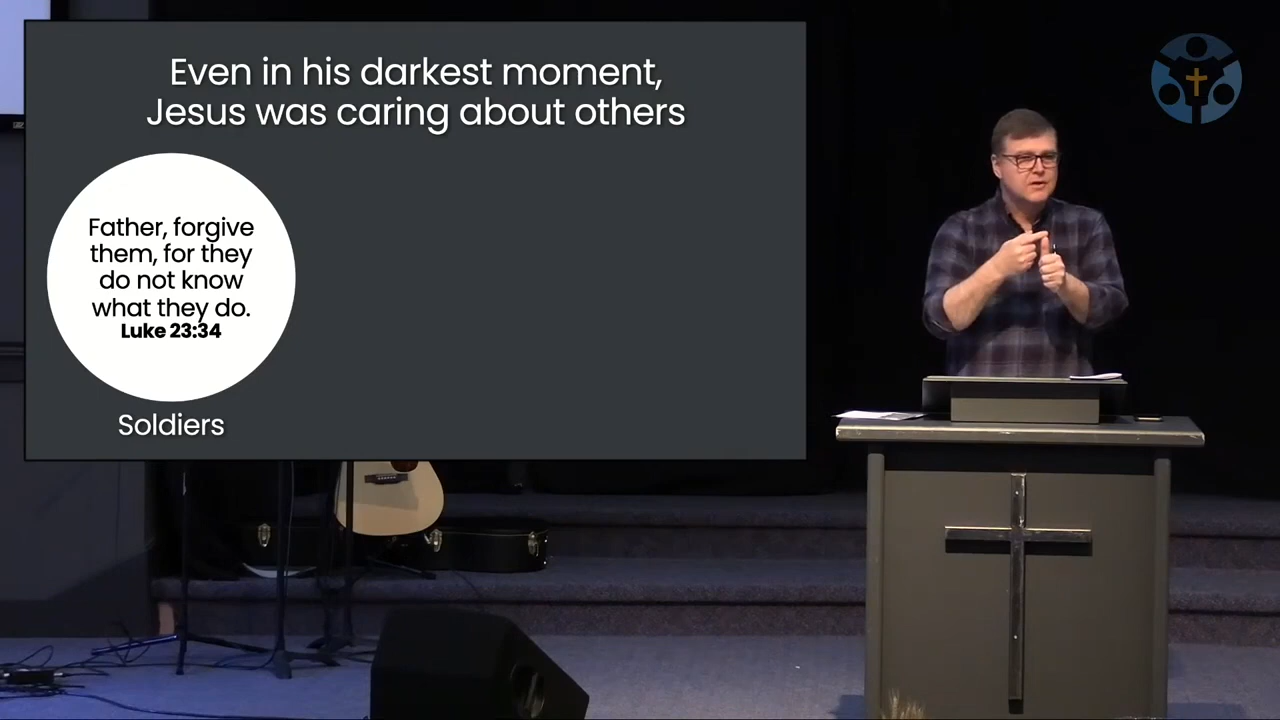 Even in his darkest moment,
Jesus was caring about others
Father, forgive
them, for they
do not know
what they do.
Luke 23:34
Soldiers